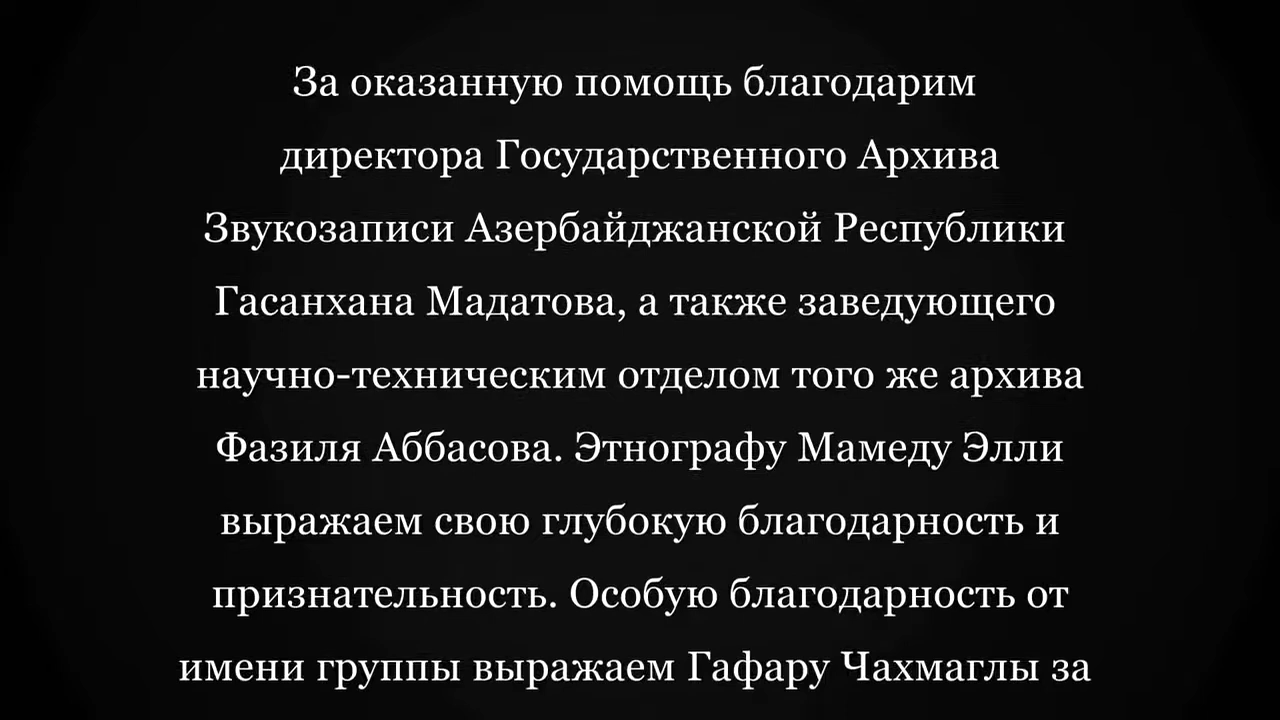 За оказанную помощь благодарим
директора Государственного Архива
Звукозаписи Азербайджанской Республики
Гасанхана Мадатова, а также заведующего
научно-техническим отделом того же архива
Фазиля Аббасова. Этнографу Мамеду Элли
выражаем свою глубокую благодарность и
признательность. Особую благодарность от
имени группы выражаем Гафару Чахмаглы за